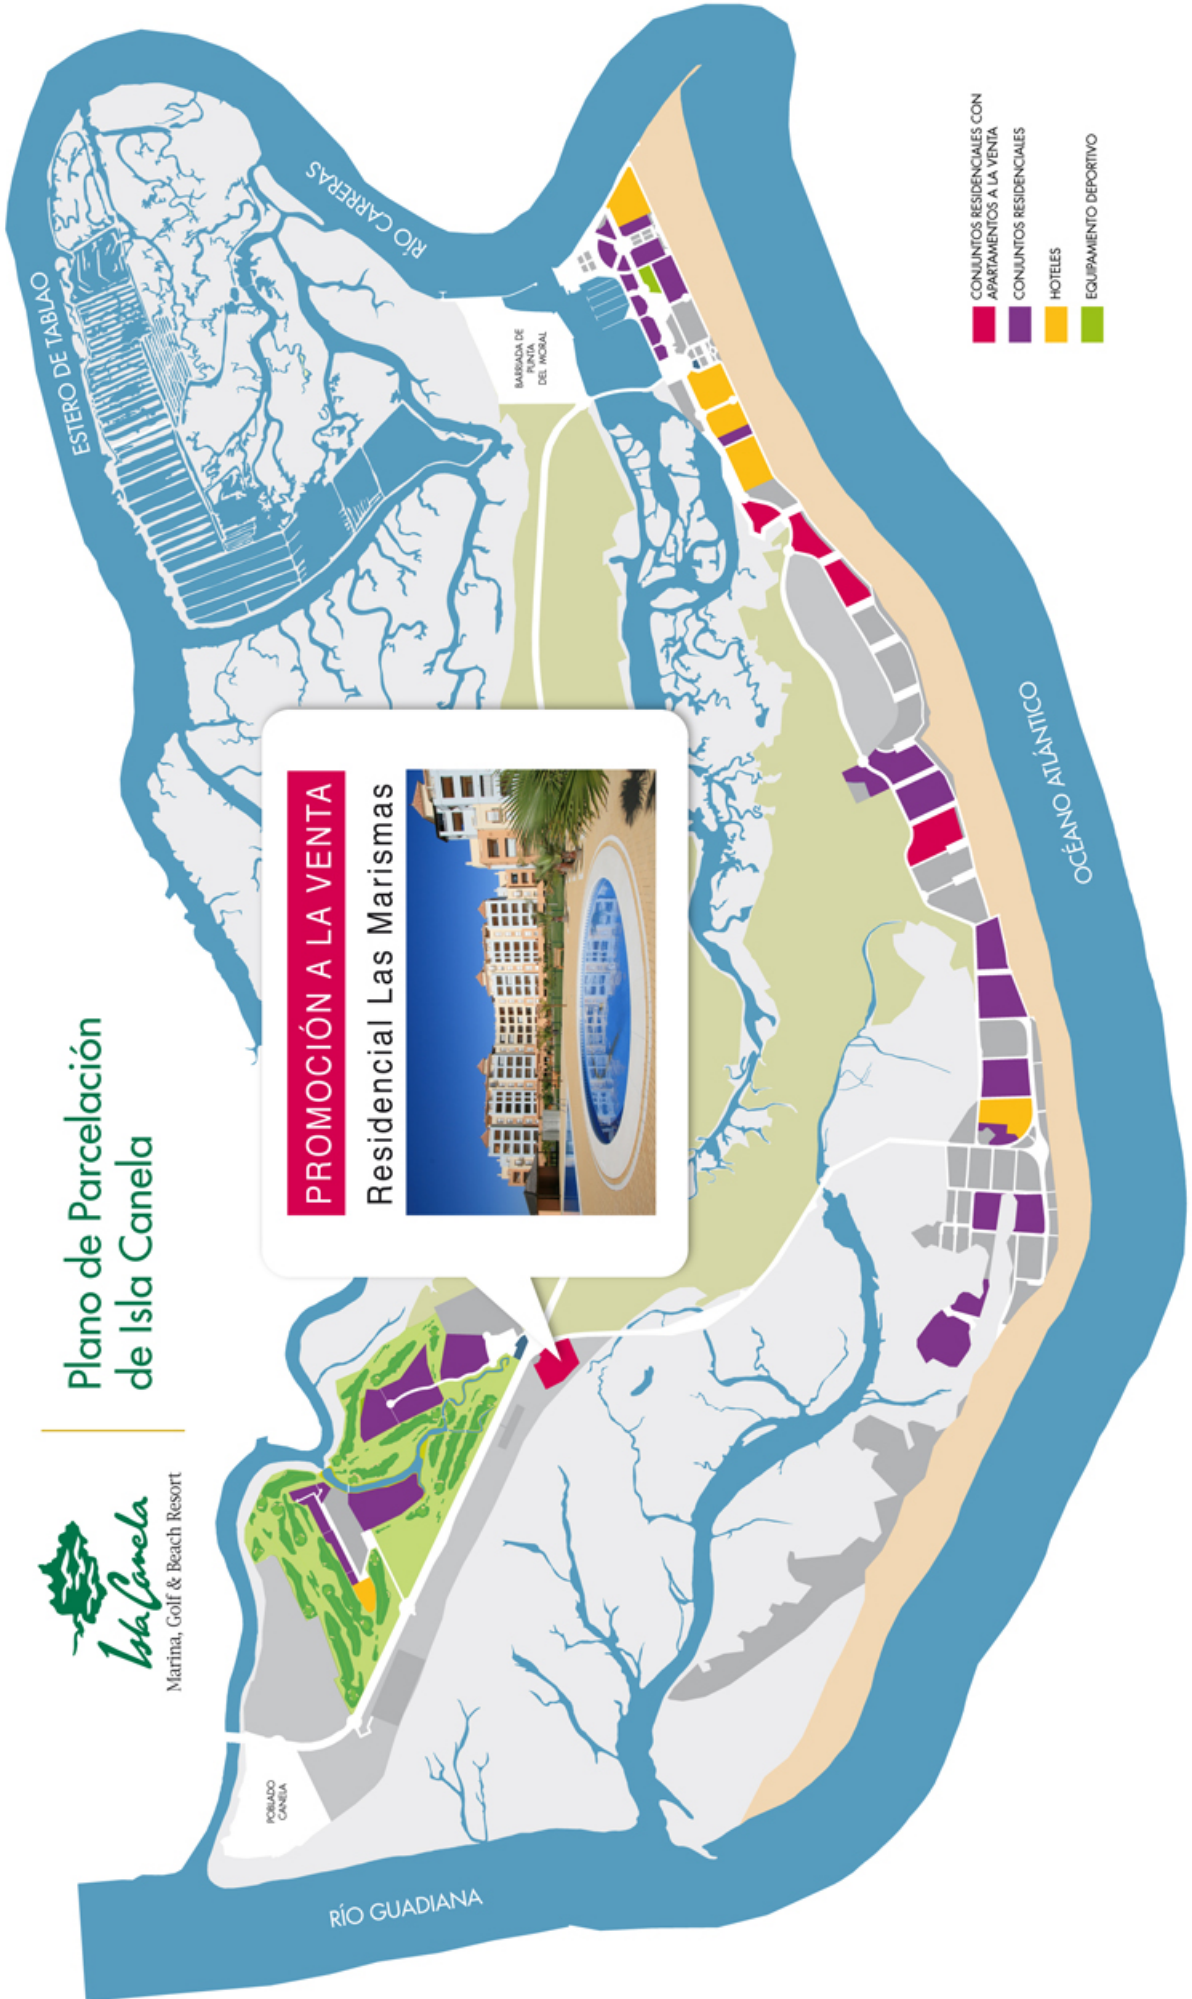 Isla Canela
Marina, Golf & Beach Resort
Plano de Parcelación
de Isla Canela
ESTERO DE TABLAO
RÍO CARRERAS
BARRIADA DE
PUNTA
DEL MORAL
PROMOCIÓN A LA VENTA
Residencial Las Marismas
POBLADO
CANELA
RÍO GUADIANA
OCÉANO ATLÁNTICO
CONJUNTOS RESIDENCIALES CON
APARTAMENTOS A LA VENTA
CONJUNTOS RESIDENCIALES
HOTELES
EQUIPAMIENTO DEPORTIVO